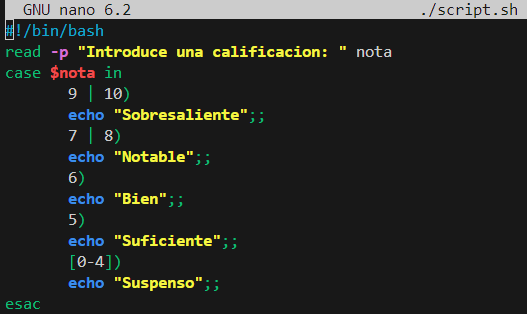 GNU nano 6.2 ./script.sh
#!/bin/bash
read -p "Introduce una calificacion: " nota
case $nota in
9 | 10)
echo "Sobresaliente";;
7 | 8)
echo "Notable";;
6)
echo "Bien";;
5)
echo "Suficiente";;
[0-4])
echo "Suspenso";;
esac